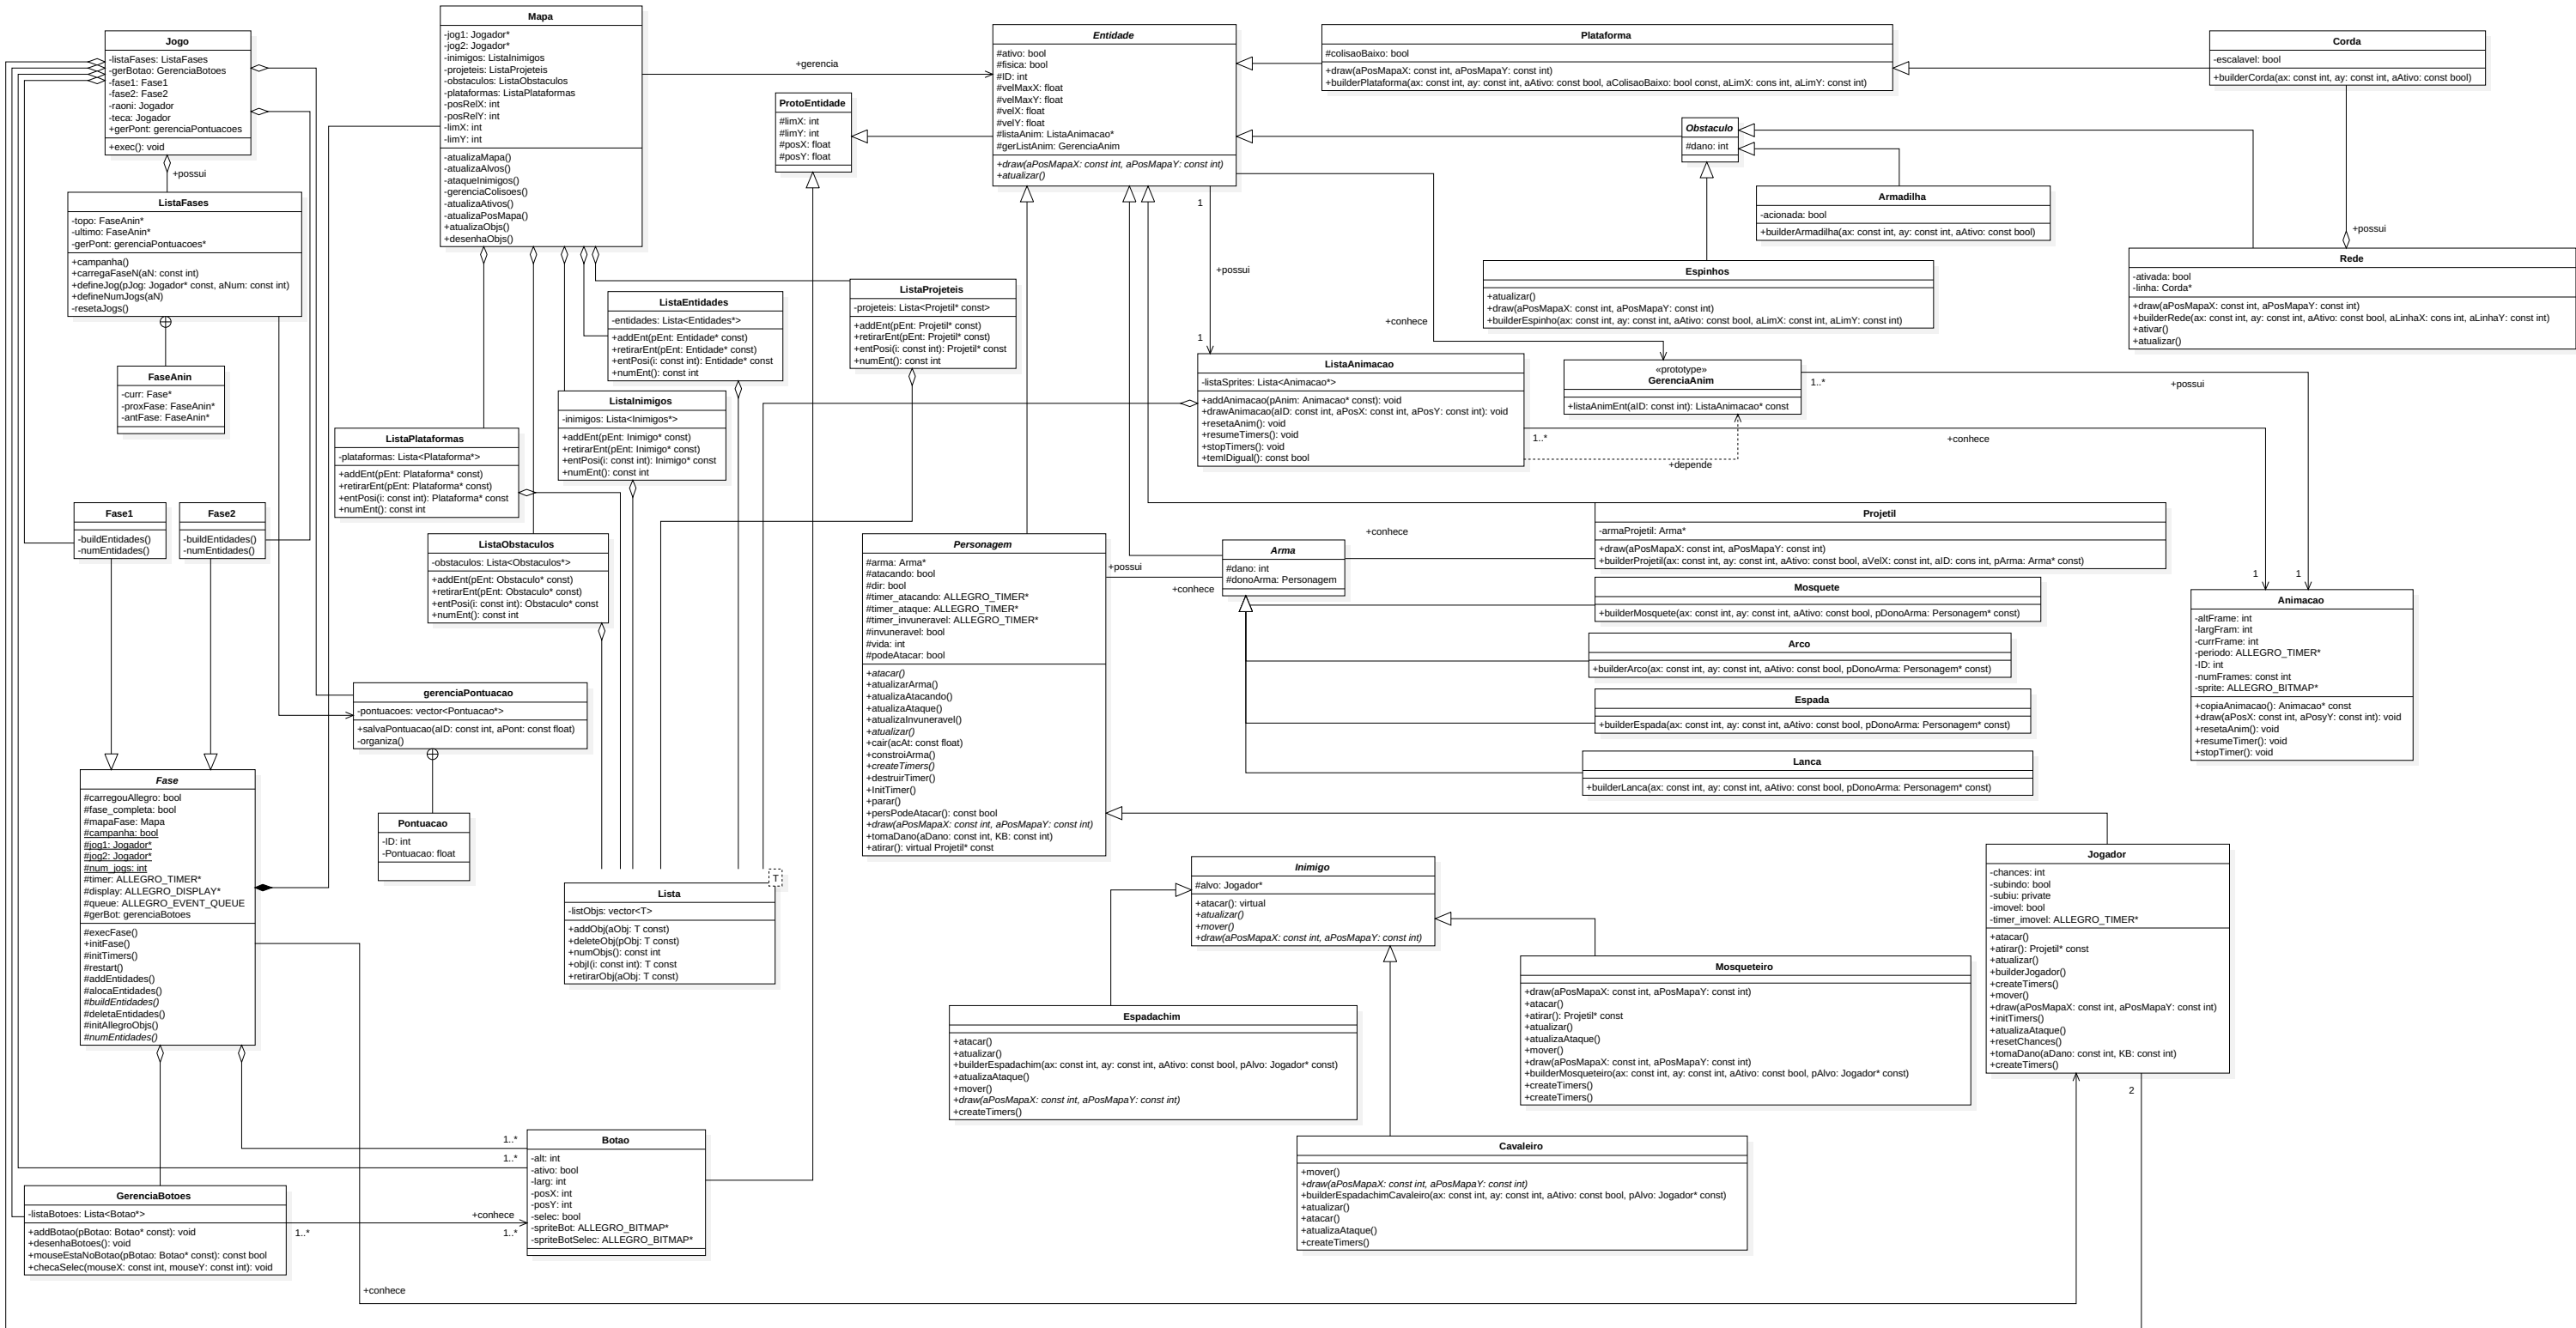 Jogo
-listaFases: ListaFases
-gerBotao: GerenciaBotoes
-fase1: Fase1
-fase2: Fase2
-raoni: Jogador
-teca: Jogador
+gerPont: gerenciaPontuacoes
+exec(): void
+possui
ListaFases
-topo: FaseAnin*
-ultimo: FaseAnin*
-gerPont: gerenciaPontuacoes*
+campanha()
+carregaFaseN(aN: const int)
+defineJog(pJog: Jogador* const, aNum: const int)
+defineNumJogs(aN)
-resetaJogs()
FaseAnin
-curr: Fase*
-proxFase: FaseAnin*
-antFase: FaseAnin*
Fase1
-buildEntidades()
-numEntidades()
Fase2
-buildEntidades()
-numEntidades()
Fase
#carregouAllegro: bool
#fase_completa: bool
#mapaFase: Mapa
#campanha: bool
#jog1: Jogador*
#jog2: Jogador*
#num_jogs: int
#timer: ALLEGRO_TIMER*
#display: ALLEGRO_DISPLAY*
#queue: ALLEGRO_EVENT_QUEUE
#gerBot: gerenciaBotoes
#execFase()
+initFase()
#initTimers()
#restart()
#addEntidades()
#alocaEntidades()
#buildEntidades()
#deletaEntidades()
#initAllegroObjs()
#numEntidades()
GerenciaBotoes
-listaBotoes: Lista<Botao*>
+addBotao(pBotao: Botao* const): void
+desenhaBotoes(): void
+mouseEstaNoBotao(pBotao: Botao* const): const bool
+checaSelec(mouseX: const int, mouseY: const int): void
1..*
+conhece
1..*
1..*
1..*
+conhece
Mapa
-jog1: Jogador*
-jog2: Jogador*
-inimigos: ListaInimigos
-projeteis: ListaProjeteis
-obstaculos: ListaObstaculos
-plataformas: ListaPlataformas
-posRelX: int
-posRelY: int
-limX: int
-limY: int
-atualizaMapa()
-atualizaAlvos()
-ataqueInimigos()
-gerenciaColisoes()
-atualizaAtivos()
-atualizaPosMapa()
+atualizaObjs()
+desenhaObjs()
+gerencia
ListaProjeteis
-projeteis: Lista<Projetil* const>
+addEnt(pEnt: Projetil* const)
+retirarEnt(pEnt: Projetil* const)
+entPosi(i: const int): Projetil* const
+numEnt(): const int
ListaEntidades
-entidades: Lista<Entidades*>
+addEnt(pEnt: Entidade* const)
+retirarEnt(pEnt: Entidade* const)
+entPosi(i: const int): Entidade* const
+numEnt(): const int
ListaInimigos
-inimigos: Lista<Inimigos*>
+addEnt(pEnt: Inimigo* const)
+retirarEnt(pEnt: Inimigo* const)
+entPosi(i: const int): Inimigo* const
+numEnt(): const int
ListaPlataformas
-plataformas: Lista<Plataforma*>
+addEnt(pEnt: Plataforma* const)
+retirarEnt(pEnt: Plataforma* const)
+entPosi(i: const int): Plataforma* const
+numEnt(): const int
ListaObstaculos
-obstaculos: Lista<Obstaculos*>
+addEnt(pEnt: Obstaculo* const)
+retirarEnt(pEnt: Obstaculo* const)
+entPosi(i: const int): Obstaculo* const
+numEnt(): const int
gerenciaPontuacao
-pontuacoes: vector<Pontuacao*>
+salvaPontuacao(aID: const int, aPont: const float)
-organiza()
Pontuacao
-ID: int
-Pontuacao: float
Lista
T
-listObjs: vector<T>
+addObj(aObj: T const)
+deleteObj(pObj: T const)
+numObjs(): const int
+objI(i: const int): T const
+retirarObj(aObj: T const)
Botao
-alt: int
-ativo: bool
-larg: int
-posX: int
-posY: int
-selec: bool
-spriteBot: ALLEGRO_BITMAP*
-spriteBotSelec: ALLEGRO_BITMAP*
ProtoEntidade
#limX: int
#limY: int
#posX: float
#posY: float
Entidade
#ativo: bool
#fisica: bool
#ID: int
#velMaxX: float
#velMaxY: float
#velX: float
#velY: float
#listaAnim: ListaAnimacao*
#gerListAnim: GerenciaAnim
+draw(aPosMapaX: const int, aPosMapaY: const int)
+atualizar()
1
+possui
1
+conhece
Plataforma
#colisaoBaixo: bool
+draw(aPosMapaX: const int, aPosMapaY: const int)
+builderPlataforma(ax: const int, ay: const int, aAtivo: const bool, aColisaoBaixo: bool const, aLimX: cons int, aLimY: const int)
Corda
-escalavel: bool
+builderCorda(ax: const int, ay: const int, aAtivo: const bool)
+possui
Obstaculo
#dano: int
Armadilha
-acionada: bool
+builderArmadilha(ax: const int, ay: const int, aAtivo: const bool)
Espinhos
+atualizar()
+draw(aPosMapaX: const int, aPosMapaY: const int)
+builderEspinho(ax: const int, ay: const int, aAtivo: const bool, aLimX: const int, aLimY: const int)
Rede
-ativada: bool
-linha: Corda*
+draw(aPosMapaX: const int, aPosMapaY: const int)
+builderRede(ax: const int, ay: const int, aAtivo: const bool, aLinhaX: cons int, aLinhaY: const int)
+ativar()
+atualizar()
ListaAnimacao
-listaSprites: Lista<Animacao*>
+addAnimacao(pAnim: Animacao* const): void
+drawAnimacao(aID: const int, aPosX: const int, aPosY: const int): void
+resetaAnim(): void
+resumeTimers(): void
+stopTimers(): void
+temIDigual(): const bool
«prototype»
GerenciaAnim
+listaAnimEnt(aID: const int): ListaAnimacao* const
1..*
+possui
1..*
+conhece
+depende
1
1
Animacao
-altFrame: int
-largFram: int
-currFrame: int
-periodo: ALLEGRO_TIMER*
-ID: int
-numFrames: const int
-sprite: ALLEGRO_BITMAP*
+copiaAnimacao(): Animacao* const
+draw(aPosX: const int, aPosyY: const int): void
+resetaAnim(): void
+resumeTimer(): void
+stopTimer(): void
Personagem
#arma: Arma*
#atacando: bool
#dir: bool
#timer_atacando: ALLEGRO_TIMER*
#timer_ataque: ALLEGRO_TIMER*
#timer_invuneravel: ALLEGRO_TIMER*
#invuneravel: bool
#vida: int
#podeAtacar: bool
+atacar()
+atualizarArma()
+atualizaAtacando()
+atualizaAtaque()
+atualizaInvuneravel()
+atualizar()
+cair(acAt: const float)
+constroiArma()
+createTimers()
+destruirTimer()
+InitTimer()
+parar()
+persPodeAtacar(): const bool
+draw(aPosMapaX: const int, aPosMapaY: const int)
+tomaDano(aDano: const int, KB: const int)
+atirar(): virtual Projetil* const
+possui
+conhece
Arma
#dano: int
#donoArma: Personagem
+conhece
Projetil
-armaProjetil: Arma*
+draw(aPosMapaX: const int, aPosMapaY: const int)
+builderProjetil(ax: const int, ay: const int, aAtivo: const bool, aVelX: const int, aID: cons int, pArma: Arma* const)
Mosquete
+builderMosquete(ax: const int, ay: const int, aAtivo: const bool, pDonoArma: Personagem* const)
Arco
+builderArco(ax: const int, ay: const int, aAtivo: const bool, pDonoArma: Personagem* const)
Espada
+builderEspada(ax: const int, ay: const int, aAtivo: const bool, pDonoArma: Personagem* const)
Lanca
+builderLanca(ax: const int, ay: const int, aAtivo: const bool, pDonoArma: Personagem* const)
Inimigo
#alvo: Jogador*
+atacar(): virtual
+atualizar()
+mover()
+draw(aPosMapaX: const int, aPosMapaY: const int)
Espadachim
+atacar()
+atualizar()
+builderEspadachim(ax: const int, ay: const int, aAtivo: const bool, pAlvo: Jogador* const)
+atualizaAtaque()
+mover()
+draw(aPosMapaX: const int, aPosMapaY: const int)
+createTimers()
Mosqueteiro
+draw(aPosMapaX: const int, aPosMapaY: const int)
+atacar()
+atirar(): Projetil* const
+atualizar()
+atualizaAtaque()
+mover()
+draw(aPosMapaX: const int, aPosMapaY: const int)
+builderMosqueteiro(ax: const int, ay: const int, aAtivo: const bool, pAlvo: Jogador* const)
+createTimers()
+createTimers()
Cavaleiro
+mover()
+draw(aPosMapaX: const int, aPosMapaY: const int)
+builderEspadachimCavaleiro(ax: const int, ay: const int, aAtivo: const bool, pAlvo: Jogador* const)
+atualizar()
+atacar()
+atualizaAtaque()
+createTimers()
Jogador
-chances: int
-subindo: bool
-subiu: private
-imovel: bool
-timer_imovel: ALLEGRO_TIMER*
+atacar()
+atirar(): Projetil* const
+atualizar()
+builderJogador()
+createTimers()
+mover()
+draw(aPosMapaX: const int, aPosMapaY: const int)
+initTimers()
+atualizaAtaque()
+resetChances()
+tomaDano(aDano: const int, KB: const int)
+createTimers()
2